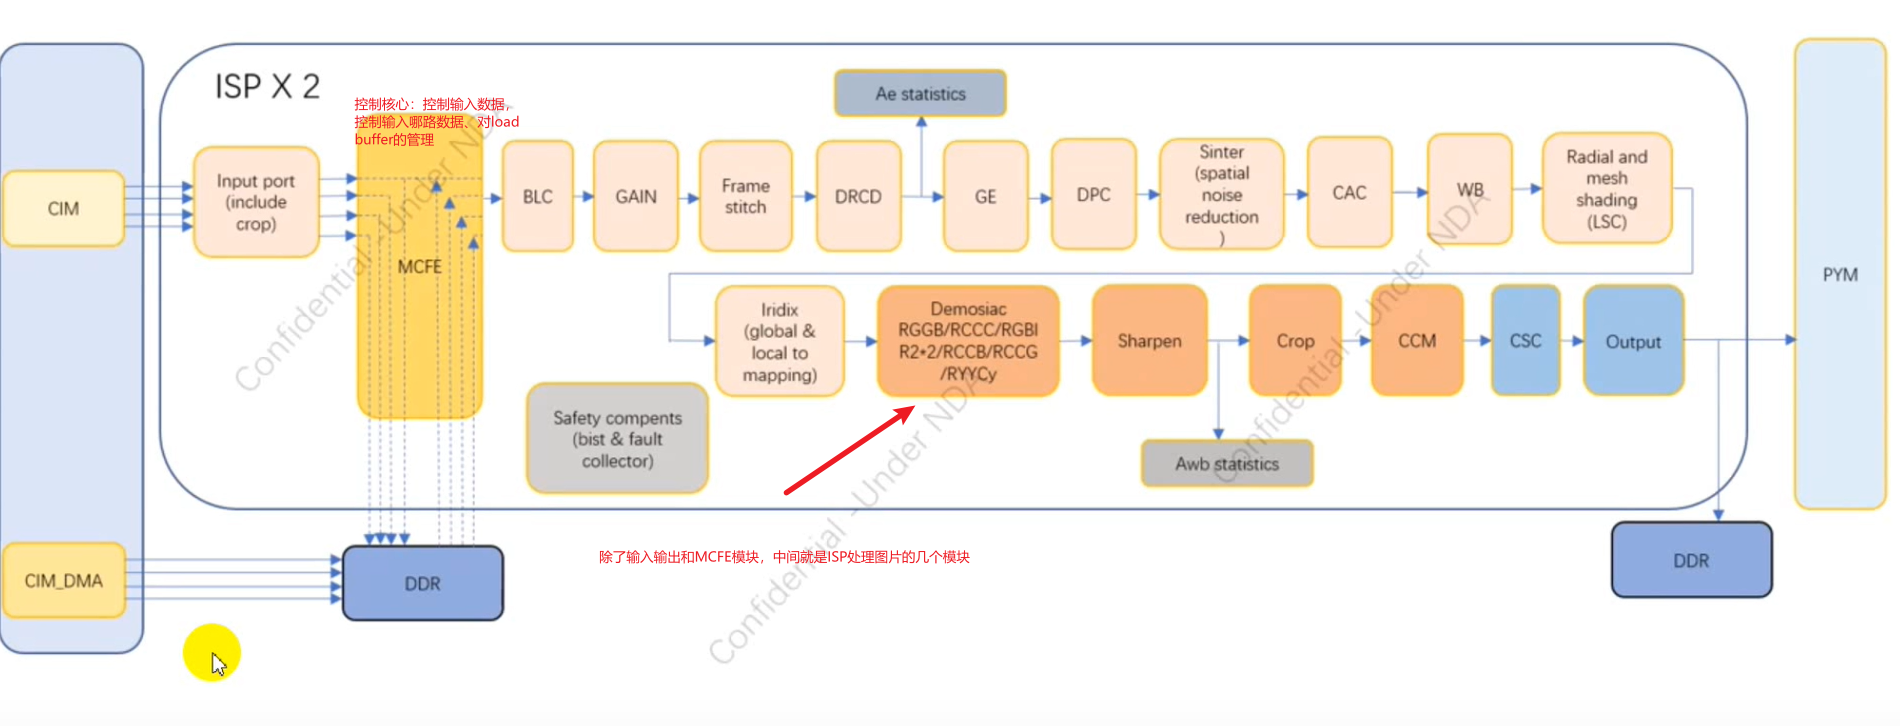 ISP X 2
控制核心：控制输入数据，
控制输入哪路数据、对load
buffer的管理
Ae statistics
CIM
Input port
(include
crop)
MCFE
BLC
GAIN
Frame
stitch
DRCD
GE
DPC
Sinter
(spatial
noise
reduction
)
CAC
WB
Radial and
mesh
shading
(LSC)
PYM
Iridix
(global &
local to
mapping)
Demosiac
RGGB/RCCC/RGBI
R2*2/RCCB/RCCG
/RYYCy
Sharpen
Crop
CCM
CSC
Output
Safety compents
(bist & fault
collector)
Awb statistics
CIM_DMA
DDR
除了输入输出和MCFE模块，中间就是ISP处理图片的几个模块
DDR
Confidential -Under NDA
Confidential -Under NDA
Confidential -Under NDA